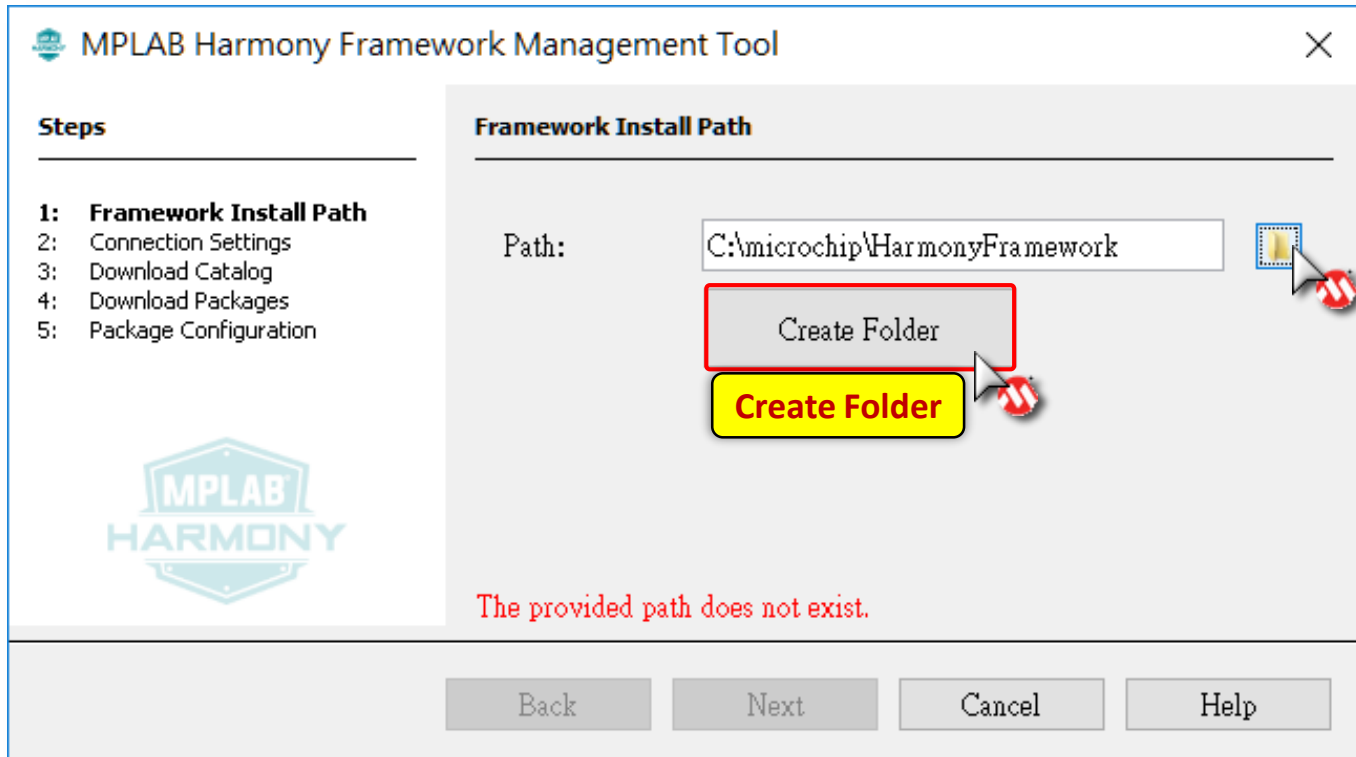 MPLAB Harmony Framework Management Tool
Steps
1: Framework Install Path
2: Connection Settings
3: Download Catalog
4: Download Packages
5: Package Configuration
MPLAB
HARMONY
Framework Install Path
Path: C:\microchip\HarmonyFramework
Create Folder
Create Folder
The provided path does not exist.
Back Next Cancel Help